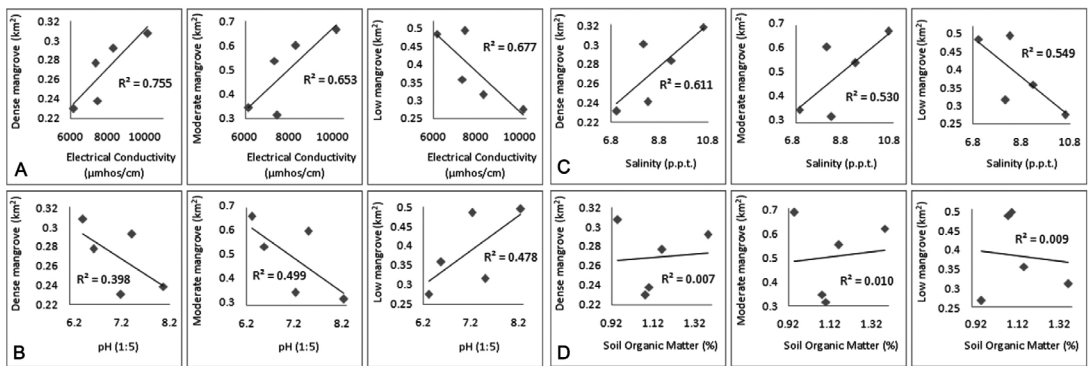 Dense mangrove (km²)
0.32
0.3
0.28
0.26
0.24
0.22
R² = 0.755
6000 8000 10000
Electrical Conductivity
(µmhos/cm)
A
Moderate mangrove (km²)
0.7
0.6
0.5
0.4
0.3
R² = 0.653
6000 8000 10000
Electrical Conductivity
(µmhos/cm)
Low mangrove (km²)
0.5
0.45
0.4
0.35
0.3
0.25
R² = 0.677
6000 8000 10000
Electrical Conductivity
(µmhos/cm)
Dense mangrove (km²)
0.32
0.3
0.28
0.26
0.24
0.22
R² = 0.611
6.8 8.8 10.8
Salinity (p.p.t.)
C
Moderate mangrove (km²)
0.7
0.6
0.5
0.4
0.3
R² = 0.530
6.8 8.8 10.8
Salinity (p.p.t.)
Low mangrove (km²)
0.5
0.45
0.4
0.35
0.3
0.25
R² = 0.549
6.8 8.8 10.8
Salinity (p.p.t.)
Dense mangrove (km²)
0.32
0.3
0.28
0.26
0.24
0.22
R² = 0.398
6.2 7.2 8.2
pH (1:5)
B
Moderate mangrove (km²)
0.7
0.6
0.5
0.4
0.3
R² = 0.499
6.2 7.2 8.2
pH (1:5)
Low mangrove (km²)
0.5
0.45
0.4
0.35
0.3
0.25
R² = 0.478
6.2 7.2 8.2
pH (1:5)
Dense mangrove (km²)
0.32
0.3
0.28
0.26
0.24
0.22
R² = 0.007
0.92 1.12 1.32
Soil Organic Matter (%)
D
Moderate mangrove (km²)
0.7
0.6
0.5
0.4
0.3
R² = 0.010
0.92 1.12 1.32
Soil Organic Matter (%)
Low mangrove (km²)
0.5
0.45
0.4
0.35
0.3
0.25
R² = 0.009
0.92 1.12 1.32
Soil Organic Matter (%)